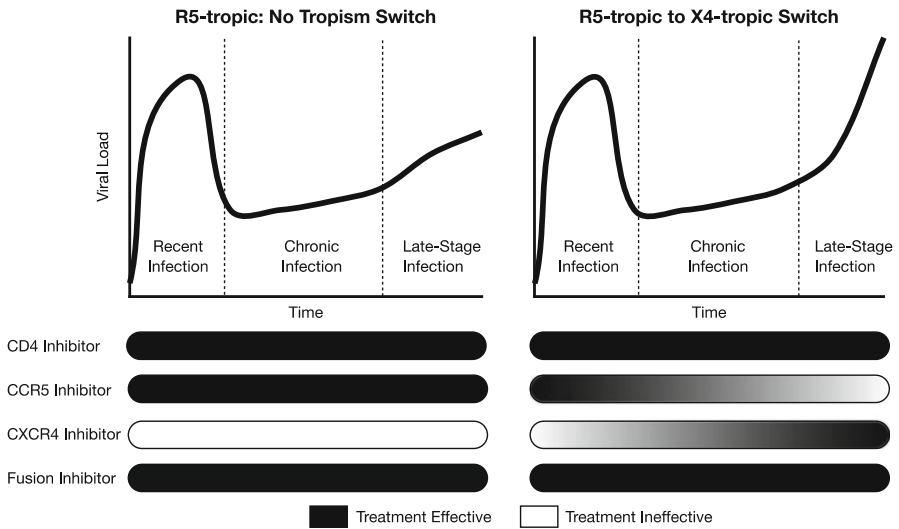 R5-tropic: No Tropism Switch
R5-tropic to X4-tropic Switch
Viral Load
Recent
Infection
Chronic
Infection
Late-Stage
Infection
Recent
Infection
Chronic
Infection
Late-Stage
Infection
Time
Time
CD4 Inhibitor
CCR5 Inhibitor
CXCR4 Inhibitor
Fusion Inhibitor
Treatment Effective
Treatment Ineffective